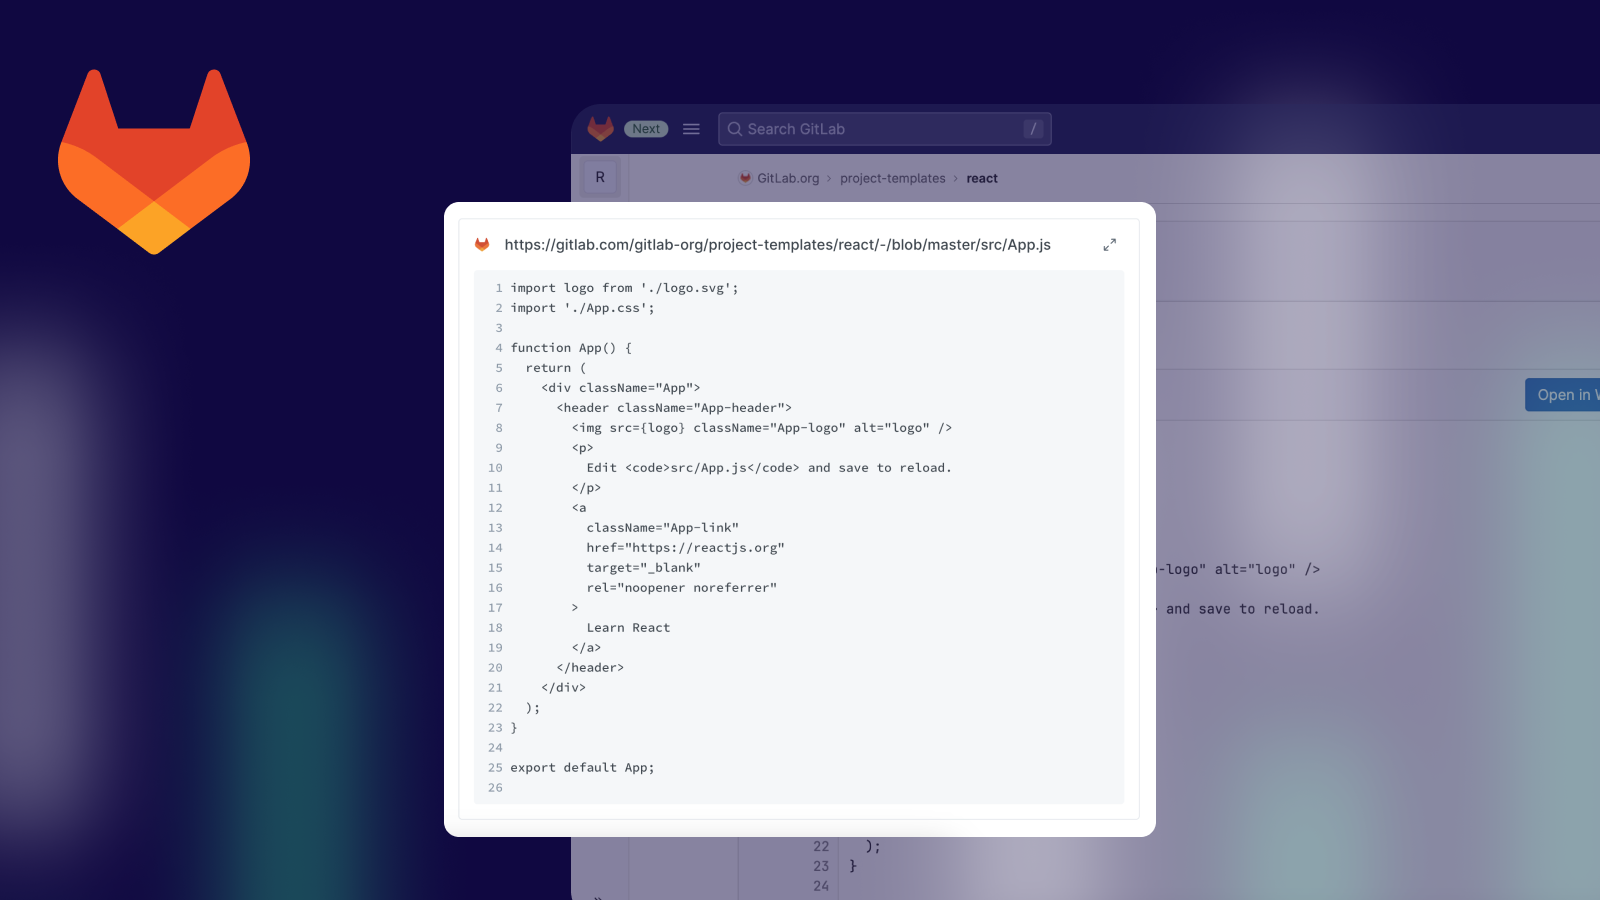 Next
Search GitLab
/
R
GitLab.org › project-templates › react
https://gitlab.com/gitlab-org/project-templates/react/-/blob/master/src/App.js
1 import logo from './logo.svg';
2 import './App.css';
3
4 function App() {
5   return (
6     <div className="App">
7       <header className="App-header">
8         <img src={logo} className="App-logo" alt="logo" />
9         <p>
10           Edit <code>src/App.js</code> and save to reload.
11         </p>
12         <a
13           className="App-link"
14           href="https://reactjs.org"
15           target="_blank"
16           rel="noopener noreferrer"
17         >
18           Learn React
19         </a>
20       </header>
21     </div>
22   );
23 }
24
25 export default App;
26
Open in
-logo" alt="logo" />
and save to reload.
22   );
23 }
24